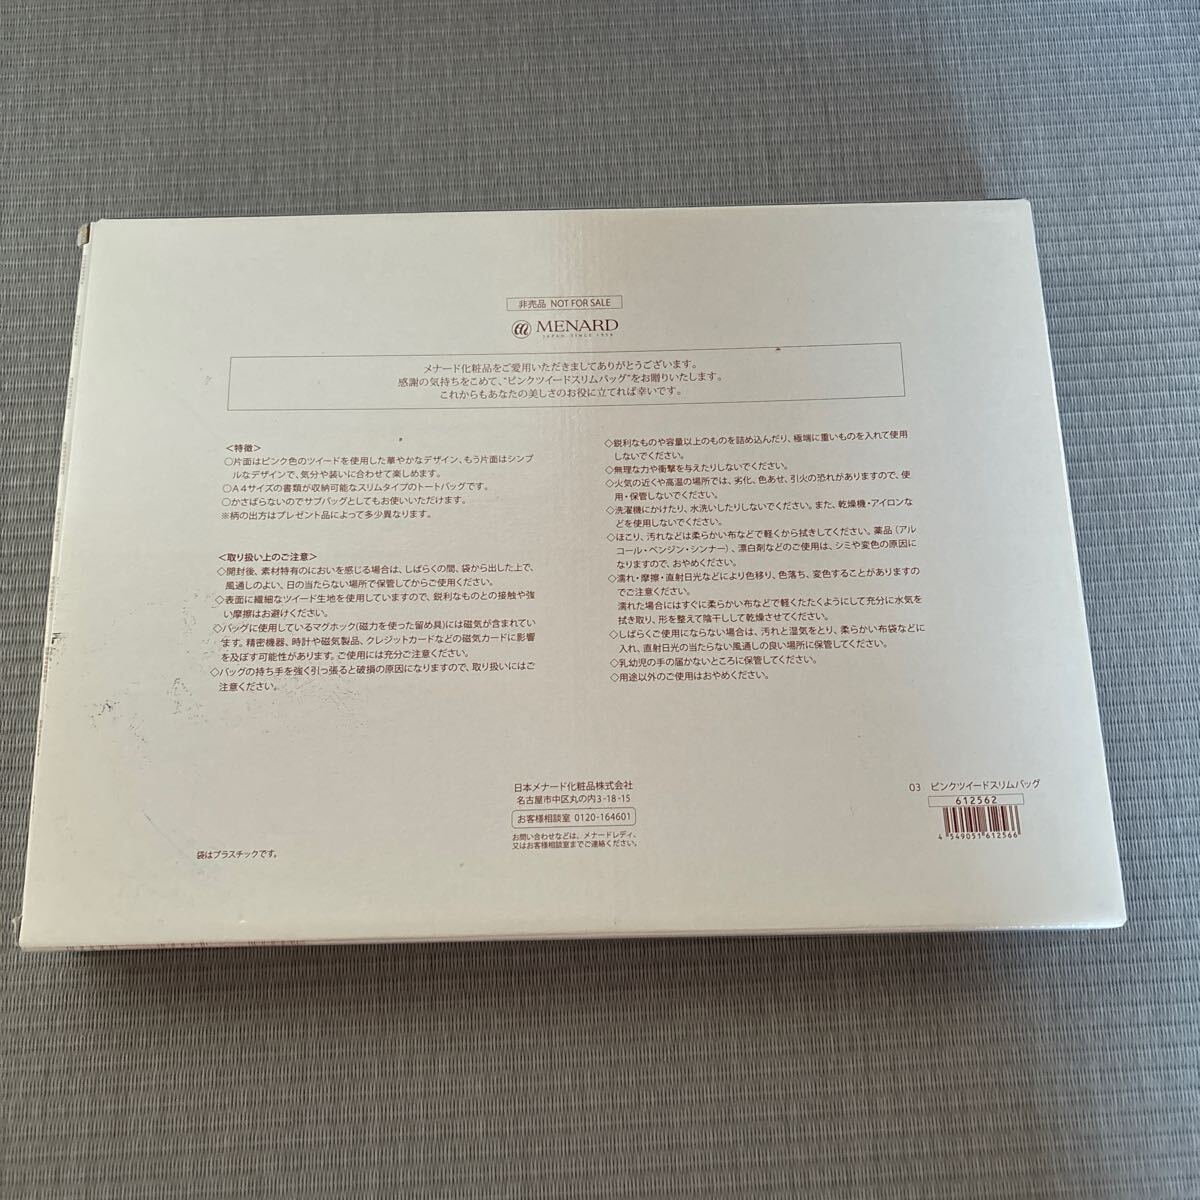 非売品 NOT FOR SALE
MENARD
JAPAN SINCE 1959
メナード化粧品をご愛用いただきましてありがとうございます。
感謝の気持ちをこめて、“ピンクツイードスリムバッグ”をお贈りいたします。
これからもあなたの美しさのお役に立てれば幸いです。
＜特徴＞
○片面はピンク色のツイードを使用した華やかなデザイン、もう片面はシンプ
ルなデザインで、気分や装いに合わせて楽しめます。
○A4サイズの書類が収納可能なスリムタイプのトートバッグです。
○かさばらないのでサブバッグとしてもお使いいただけます。
※柄の出方はプレゼント品によって多少異なります。
＜取り扱い上のご注意＞
◇開封後、素材特有のにおいを感じる場合は、しばらくの間、袋から出した上で、
風通しのよい、日の当たらない場所で保管してからご使用ください。
◇表面に繊細なツイード生地を使用していますので、鋭利なものとの接触や強
い摩擦はお避けください。
◇バッグに使用しているマグホック(磁力を使った留め具)には磁気が含まれてい
ます。精密機器、時計や磁気製品、クレジットカードなどの磁気カードに影響
を及ぼす可能性があります。ご使用には充分ご注意ください。
◇バッグの持ち手を強く引っ張ると破損の原因になりますので、取り扱いにはご
注意ください。
◇鋭利なものや容量以上のものを詰め込んだり、極端に重いものを入れて使用
しないでください。
◇無理な力や衝撃を与えたりしないでください。
◇火気の近くや高温の場所では、劣化、色あせ、引火の恐れがありますので、使
用・保管しないでください。
◇洗濯機にかけたり、水洗いしたりしないでください。また、乾燥機・アイロンな
どを使用しないでください。
◇ほこり、汚れなどは柔らかい布などで軽くから拭きしてください。薬品（アル
コール・ベンジン・シンナー）、漂白剤などのご使用は、シミや変色の原因に
なりますので、おやめください。
◇濡れ・摩擦・直射日光などにより色移り、色落ち、変色することがありますの
でご注意ください。
濡れた場合にはすぐに柔らかい布などで軽くたたくようにして充分に水気を
拭き取り、形を整えて陰干しして乾燥させてください。
◇しばらくご使用にならない場合は、汚れと湿気をとり、柔らかい布袋などに
入れ、直射日光の当たらない風通しの良い場所に保管してください。
◇乳幼児の手の届かないところに保管してください。
◇用途以外のご使用はおやめください。
日本メナード化粧品株式会社
名古屋市中区丸の内3-18-15
お客様相談室 0120-164601
お問い合わせなどは、メナードレディ、
又はお客様相談室までご連絡ください。
袋はプラスチックです。
03 ピンクツイードスリムバッグ
612562
4 549051 612566